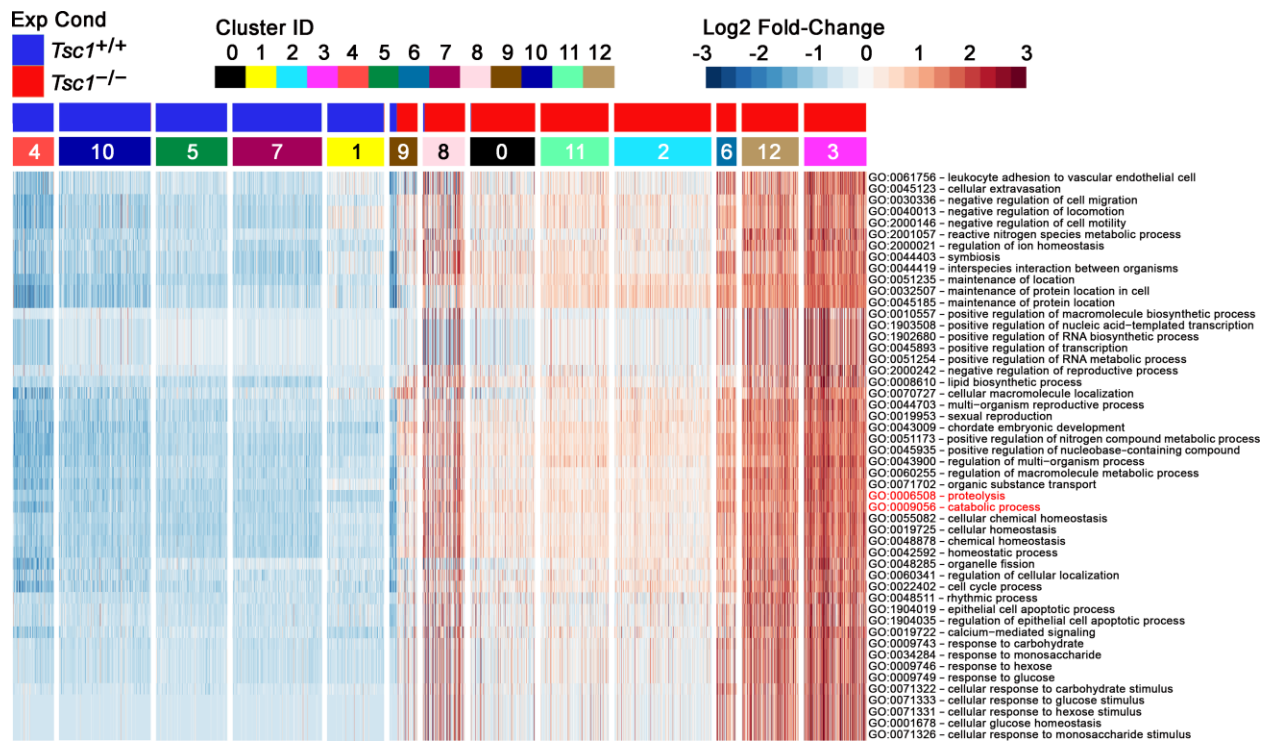 Exp Cond
Tsc1+/+
Tsc1−/−
Cluster ID
0 1 2 3 4 5 6 7 8 9 10 11 12
Log2 Fold-Change
-3 -2 -1 0 1 2 3
4 10 5 7 1 9 8 0 11 2 6 12 3
GO:0061756 – leukocyte adhesion to vascular endothelial cell
GO:0045123 – cellular extravasation
GO:0030336 – negative regulation of cell migration
GO:0040013 – negative regulation of locomotion
GO:2000146 – negative regulation of cell motility
GO:2001057 – reactive nitrogen species metabolic process
GO:2000021 – regulation of ion homeostasis
GO:0044403 – symbiosis
GO:0044419 – interspecies interaction between organisms
GO:0051235 – maintenance of location
GO:0032507 – maintenance of protein location in cell
GO:0045185 – maintenance of protein location
GO:0010557 – positive regulation of macromolecule biosynthetic process
GO:1903508 – positive regulation of nucleic acid−templated transcription
GO:1902680 – positive regulation of RNA biosynthetic process
GO:0045893 – positive regulation of transcription
GO:0051254 – positive regulation of RNA metabolic process
GO:2000242 – negative regulation of reproductive process
GO:0008610 – lipid biosynthetic process
GO:0070727 – cellular macromolecule localization
GO:0044703 – multi−organism reproductive process
GO:0019953 – sexual reproduction
GO:0043009 – chordate embryonic development
GO:0051173 – positive regulation of nitrogen compound metabolic process
GO:0045935 – positive regulation of nucleobase−containing compound
GO:0043900 – regulation of multi−organism process
GO:0060255 – regulation of macromolecule metabolic process
GO:0071702 – organic substance transport
GO:0006508 – proteolysis
GO:0009056 – catabolic process
GO:0055082 – cellular chemical homeostasis
GO:0019725 – cellular homeostasis
GO:0048878 – chemical homeostasis
GO:0042592 – homeostatic process
GO:0048285 – organelle fission
GO:0060341 – regulation of cellular localization
GO:0022402 – cell cycle process
GO:0048511 – rhythmic process
GO:1904019 – epithelial cell apoptotic process
GO:1904035 – regulation of epithelial cell apoptotic process
GO:0019722 – calcium−mediated signaling
GO:0009743 – response to carbohydrate
GO:0034284 – response to monosaccharide
GO:0009746 – response to hexose
GO:0009749 – response to glucose
GO:0071322 – cellular response to carbohydrate stimulus
GO:0071333 – cellular response to glucose stimulus
GO:0071331 – cellular response to hexose stimulus
GO:0001678 – cellular glucose homeostasis
GO:0071326 – cellular response to monosaccharide stimulus